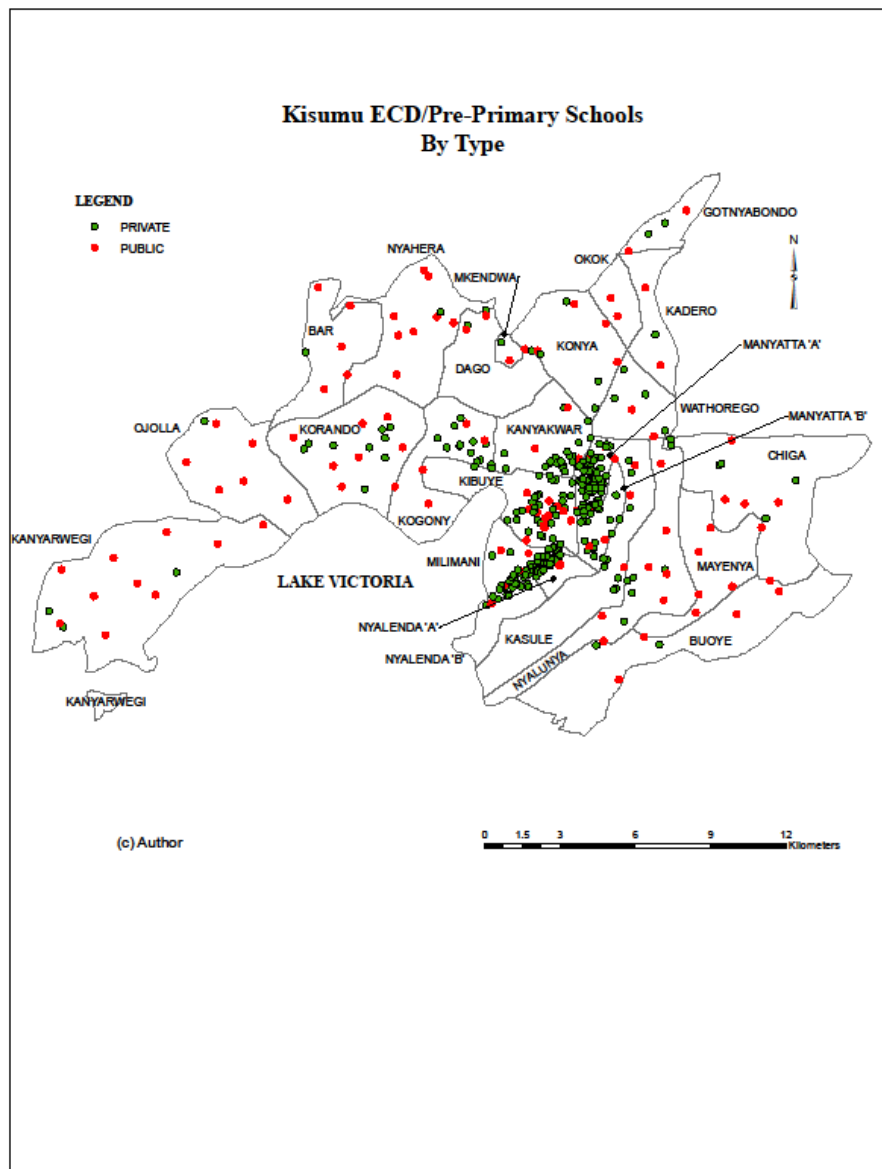 Kisumu ECD/Pre-Primary Schools
By Type
LEGEND
PRIVATE
PUBLIC
GOTNYABONDO
N
NYAHERA
OKOK
MKENDWA
KADERO
BAR
KONYA
MANYATTA 'A'
DAGO
WATHOREGO
MANYATTA 'B'
OJOLLA
KORANDO
KANYAKWAR
CHIGA
KIBUYE
KOGONY
KANYARWEGI
MILIMANI
MAYENYA
LAKE VICTORIA
NYALENDA 'A'
KASULE
BUOYE
NYALENDA 'B'
NYALUNYA
KANYARWEGI
(c) Author
0 1.5 3 6 9 12
Kilometers